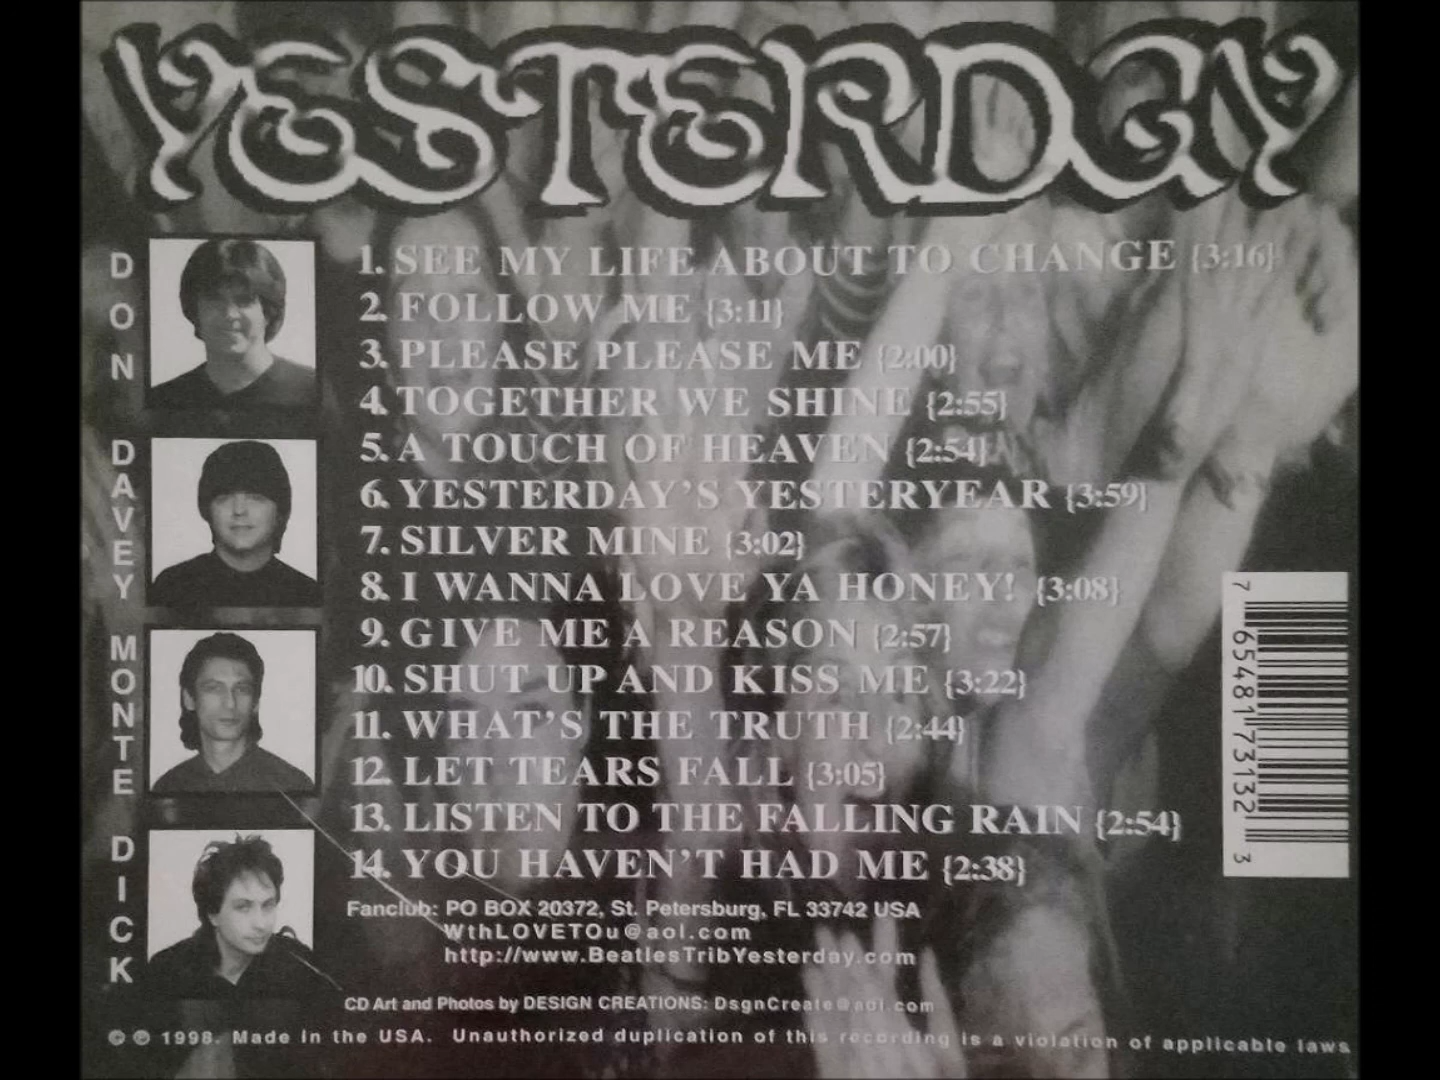 YESTERDAY
DON
DAVEY
MONTE
DICK
1. SEE MY LIFE ABOUT TO CHANGE {3:16}
2. FOLLOW ME {3:11}
3. PLEASE PLEASE ME {2:00}
4. TOGETHER WE SHINE {2:55}
5. A TOUCH OF HEAVEN {2:54}
6. YESTERDAY'S YESTERYEAR {3:59}
7. SILVER MINE {3:02}
8. I WANNA LOVE YA HONEY! {3:08}
9. GIVE ME A REASON {2:57}
10. SHUT UP AND KISS ME {3:22}
11. WHAT'S THE TRUTH {2:44}
12. LET TEARS FALL {3:05}
13. LISTEN TO THE FALLING RAIN {2:54}
14. YOU HAVEN'T HAD ME {2:38}
7 65481 73132 3
Fanclub: PO BOX 20372, St. Petersburg, FL 33742 USA
WthLOVETOu@aol.com
http://www.BeatlesTribYesterday.com
CD Art and Photos by DESIGN CREATIONS: DsgnCreate@aol.com
© ℗ 1998. Made in the USA. Unauthorized duplication of this recording is a violation of applicable laws